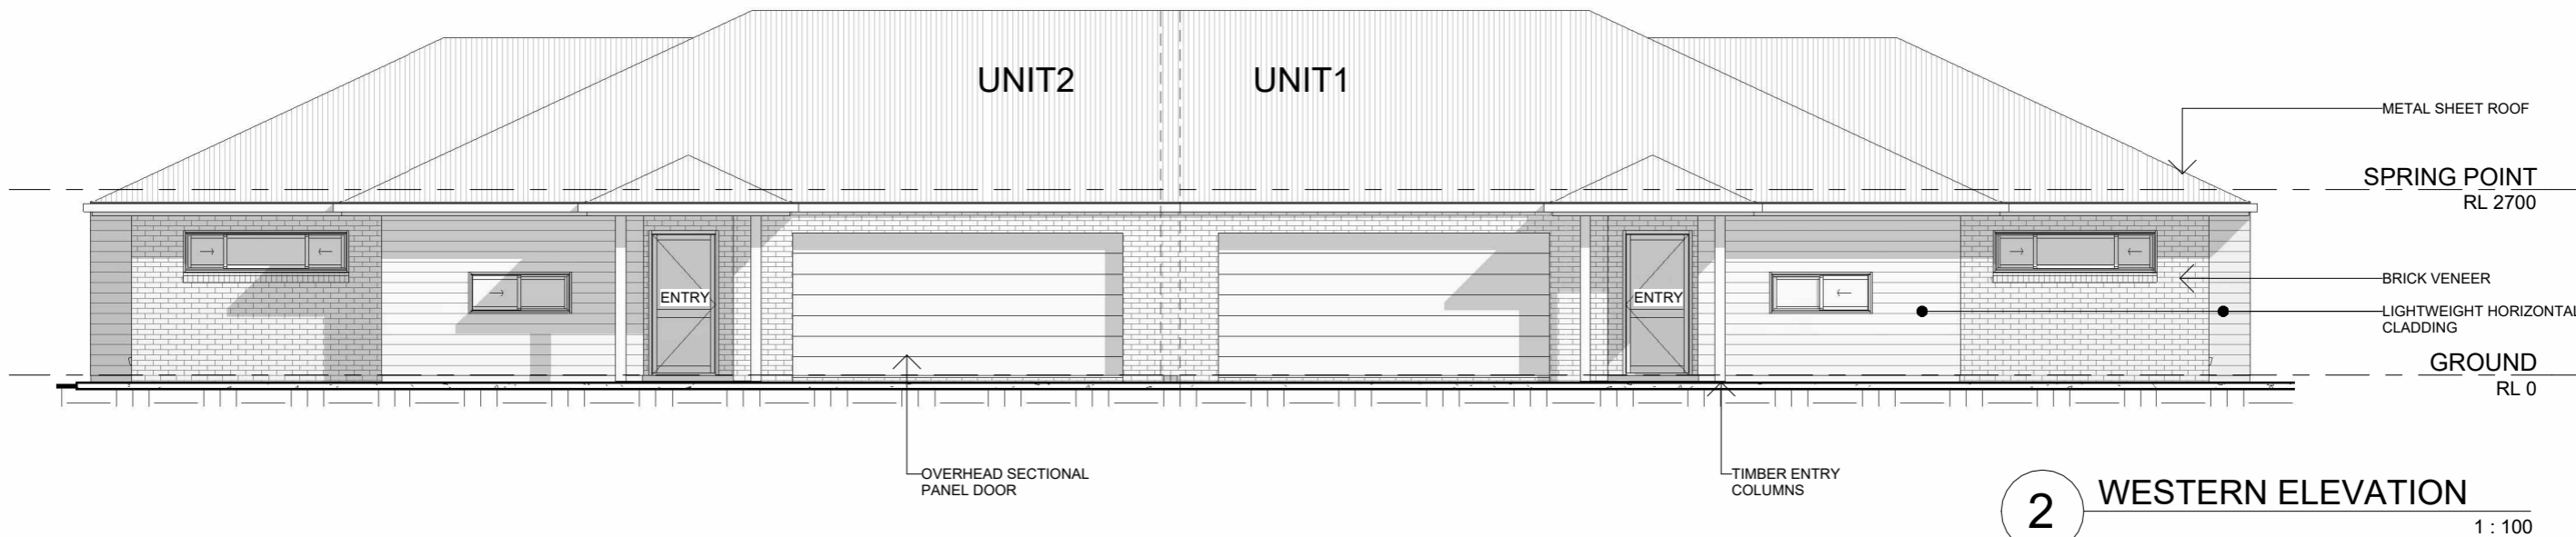 UNIT2
UNIT1
METAL SHEET ROOF
SPRING POINT
RL 2700
BRICK VENEER
LIGHTWEIGHT HORIZONTAL
CLADDING
ENTRY
ENTRY
GROUND
RL 0
OVERHEAD SECTIONAL
PANEL DOOR
TIMBER ENTRY
COLUMNS
2
WESTERN ELEVATION
1 : 100